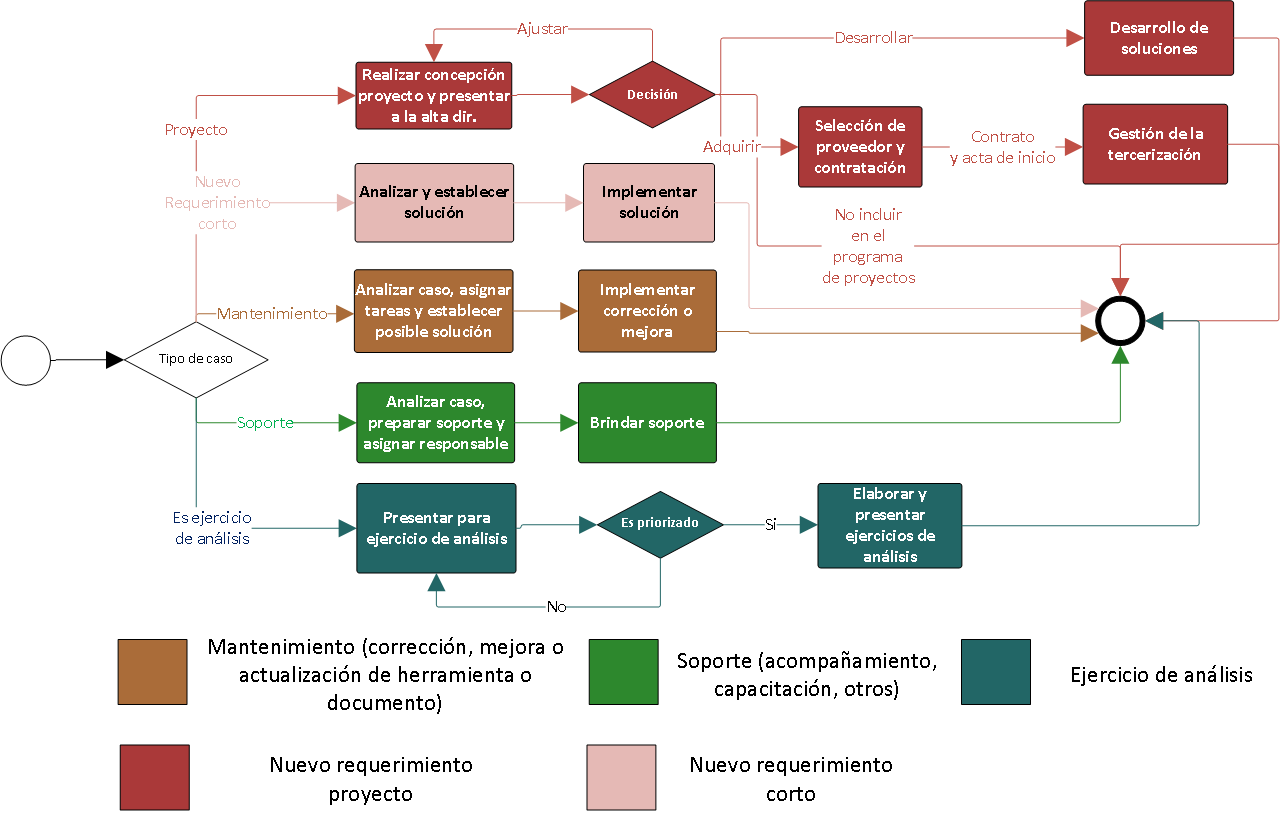 Ajustar
Desarrollar
Desarrollo de
soluciones
Realizar concepción
proyecto y presentar
a la alta dir.
Decisión
Proyecto
Adquirir
Selección de
proveedor y
contratación
Contrato
y acta de inicio
Gestión de la
tercerización
Nuevo
Requerimiento
corto
Analizar y establecer
solución
Implementar
solución
No incluir
en el
programa
de proyectos
Mantenimiento
Analizar caso, asignar
tareas y establecer
posible solución
Implementar
corrección o
mejora
Tipo de caso
Soporte
Analizar caso,
preparar soporte y
asignar responsable
Brindar soporte
Es ejercicio
de análisis
Presentar para
ejercicio de análisis
Es priorizado
Si
Elaborar y
presentar
ejercicios de
análisis
No
Mantenimiento (corrección, mejora o
actualización de herramienta o
documento)
Soporte (acompañamiento,
capacitación, otros)
Ejercicio de análisis
Nuevo requerimiento
proyecto
Nuevo requerimiento
corto